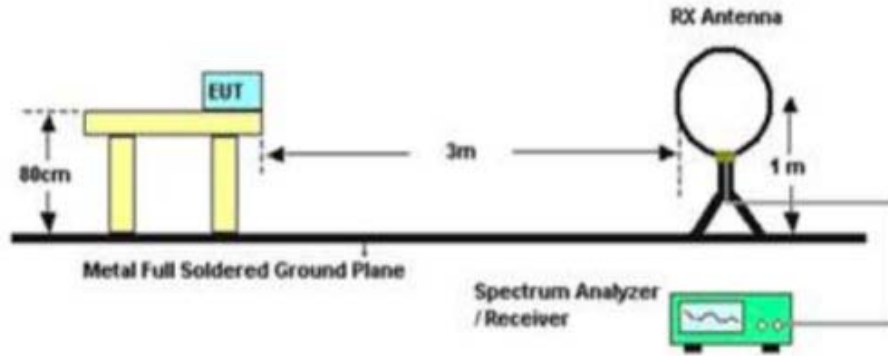 RX Antenna
EUT
80cm
3m
1 m
Metal Full Soldered Ground Plane
Spectrum Analyzer
/ Receiver